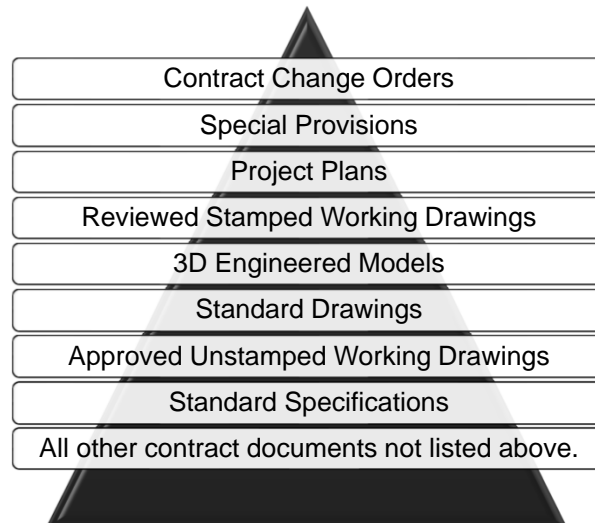 Contract Change Orders
Special Provisions
Project Plans
Reviewed Stamped Working Drawings
3D Engineered Models
Standard Drawings
Approved Unstamped Working Drawings
Standard Specifications
All other contract documents not listed above.